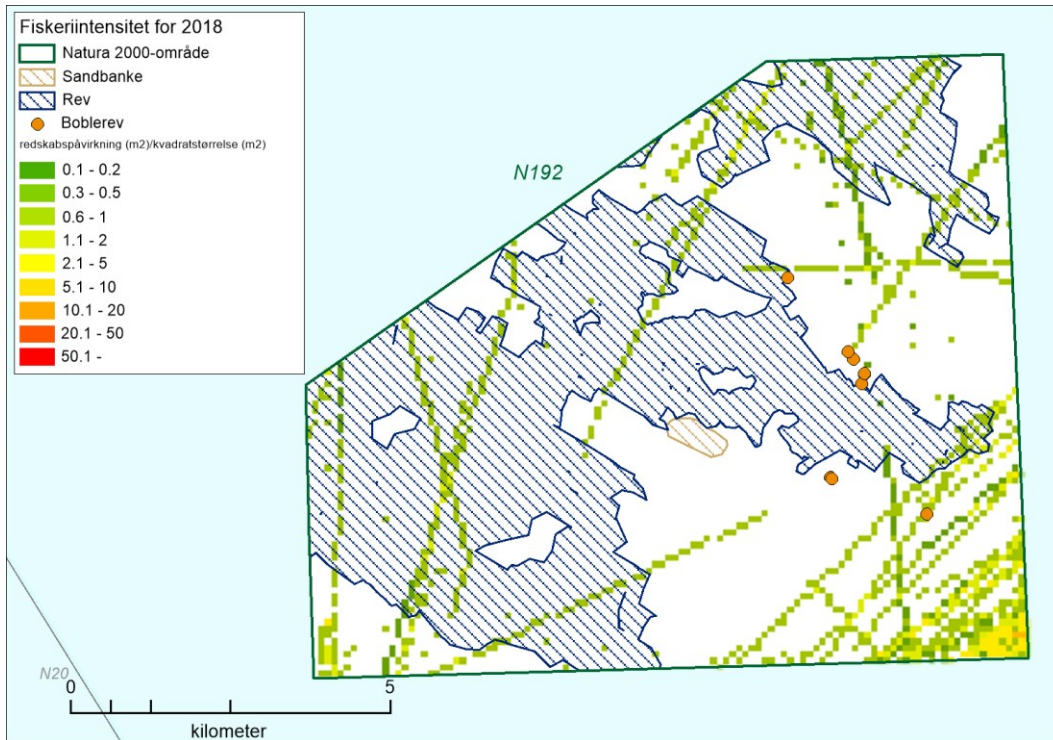 Fiskeriintensitet for 2018
Natura 2000-område
Sandbanke
Rev
Boblerev
redskabspåvirkning (m2)/kvadratstørrelse (m2)
0.1 - 0.2
0.3 - 0.5
0.6 - 1
1.1 - 2
2.1 - 5
5.1 - 10
10.1 - 20
20.1 - 50
50.1 -
N192
N20
0 5
kilometer